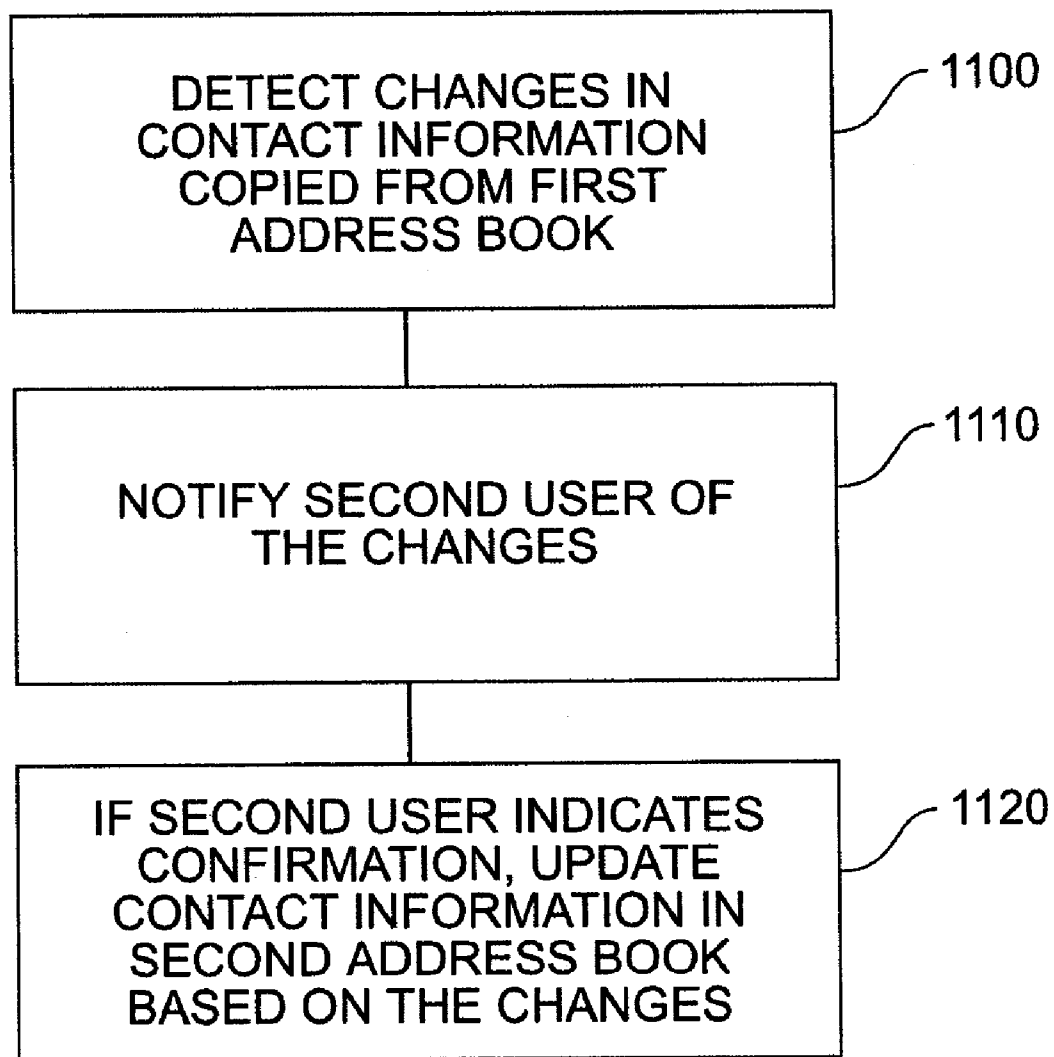 DETECT CHANGES IN
CONTACT INFORMATION
COPIED FROM FIRST
ADDRESS BOOK
1100
NOTIFY SECOND USER OF
THE CHANGES
1110
IF SECOND USER INDICATES
CONFIRMATION, UPDATE
CONTACT INFORMATION IN
SECOND ADDRESS BOOK
BASED ON THE CHANGES
1120